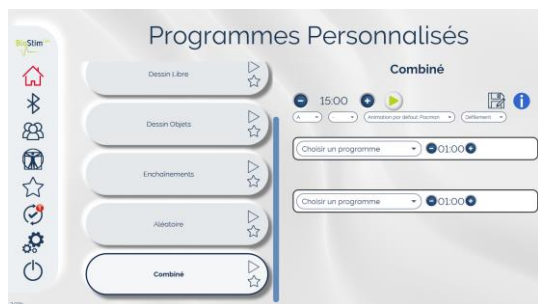 BioStim
Programmes Personnalisés
Dessin Libre
Dessin Objets
Enchaînements
Aléatoire
Combiné
Combiné
15:00
A
-
Animation par défaut: Pacman
Défilement
Choisir un programme
01:00
Choisir un programme
01:00